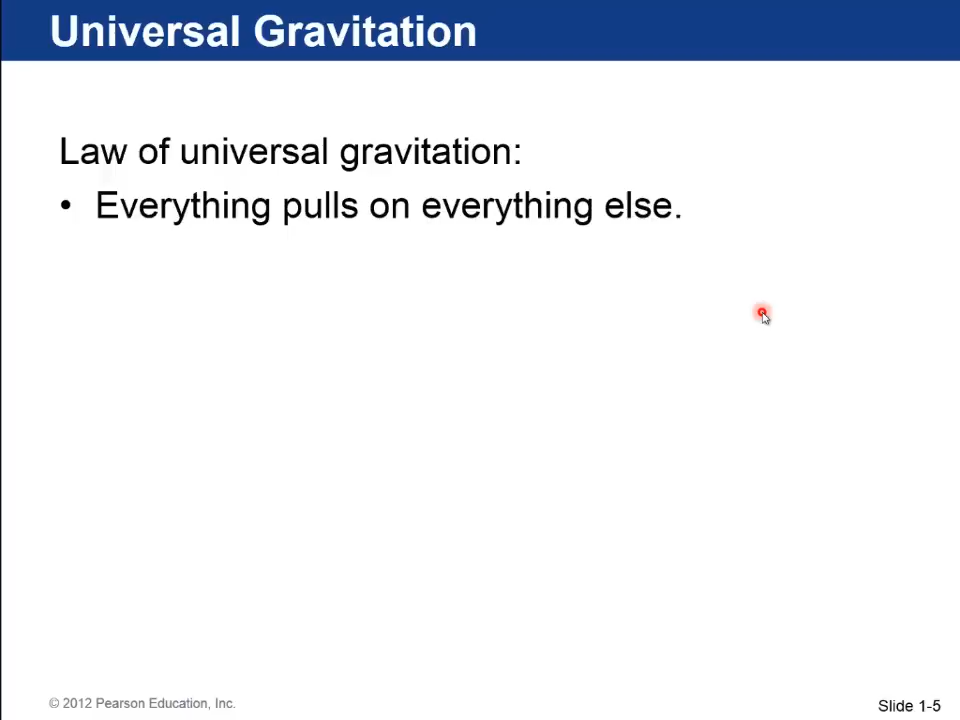 Universal Gravitation
Law of universal gravitation:
• Everything pulls on everything else.
© 2012 Pearson Education, Inc.
Slide 1-5